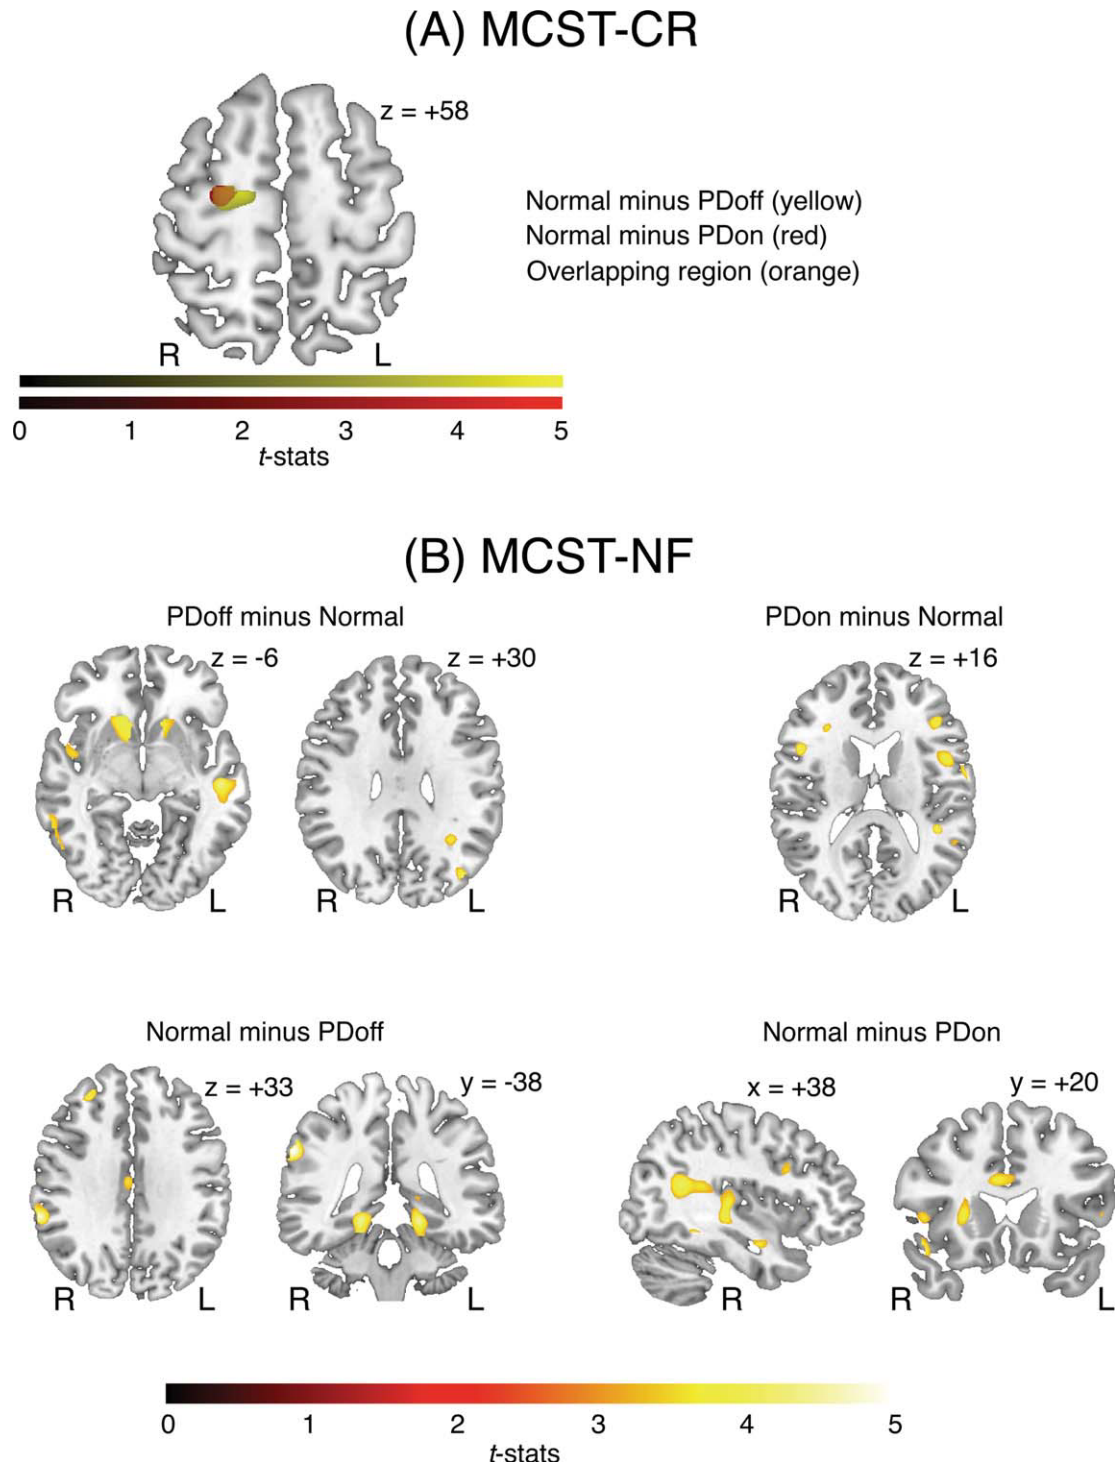 (A) MCST-CR
z = +58
Normal minus PDoff (yellow)
Normal minus PDon (red)
Overlapping region (orange)
R L
0 1 2 3 4 5
t-stats
(B) MCST-NF
PDoff minus Normal PDon minus Normal
z = -6 z = +30 z = +16
R L R L R L
Normal minus PDoff Normal minus PDon
z = +33 y = -38 x = +38 y = +20
R L R L R R L
0 1 2 3 4 5
t-stats